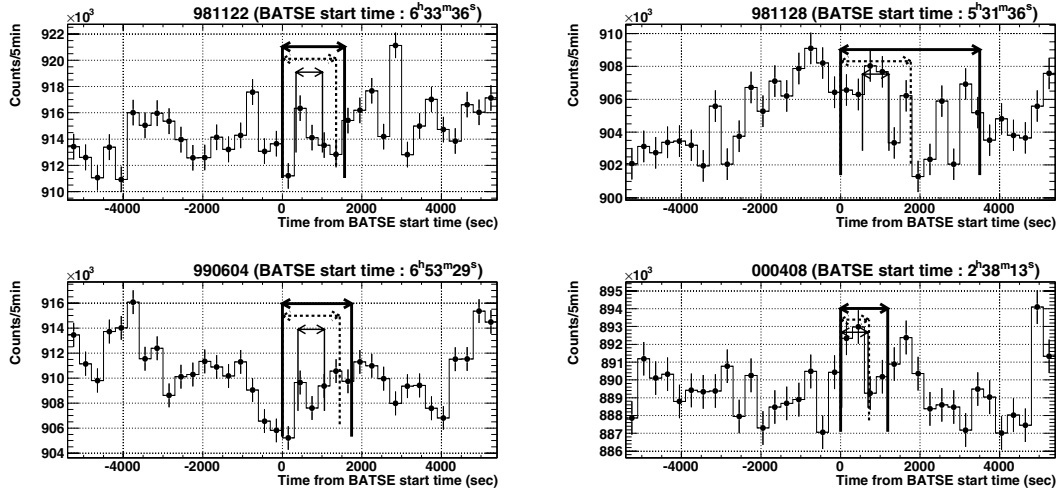 981122 (BATSE start time : 6h33m36s)
×10³
Counts/5min
922
920
918
916
914
912
910
-4000 -2000 0 2000 4000
Time from BATSE start time (sec)
981128 (BATSE start time : 5h31m36s)
×10³
Counts/5min
910
908
906
904
902
900
-4000 -2000 0 2000 4000
Time from BATSE start time (sec)
990604 (BATSE start time : 6h53m29s)
×10³
Counts/5min
916
914
912
910
908
906
904
-4000 -2000 0 2000 4000
Time from BATSE start time (sec)
000408 (BATSE start time : 2h38m13s)
×10³
Counts/5min
895
894
893
892
891
890
889
888
887
886
-4000 -2000 0 2000 4000
Time from BATSE start time (sec)